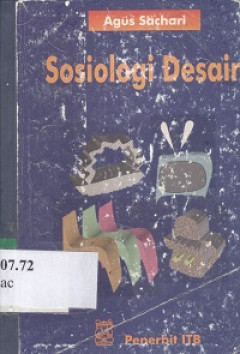 Agus Sachari
Sosiologi Desain
07.72
ac
Penerbit ITB